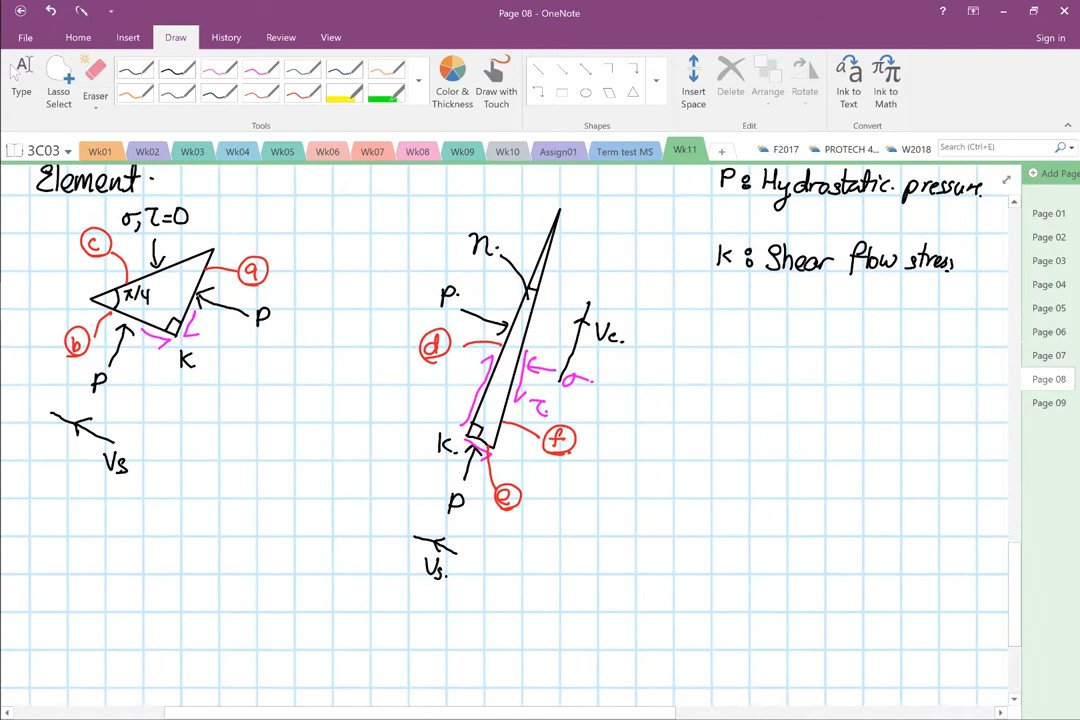 Page 08 - OneNote
File Home Insert Draw History Review View Sign in
Type
Lasso Select
Eraser
Color & Thickness
Draw with Touch
Insert Space
Delete
Arrange
Rotate
Ink to Text
Ink to Math
Tools Shapes Edit Convert
3C03 Wk01 Wk02 Wk03 Wk04 Wk05 Wk06 Wk07 Wk08 Wk09 Wk10 Assign01 Term test MS Wk11 F2017 PROTECH 4... W2018 Search (Ctrl+E)
Add Page
Page 01
Page 02
Page 03
Page 04
Page 05
Page 06
Page 07
Page 08
Page 09
Element.
σ, τ=0
c
a
π/4
b
P
P
K
Vs
n.
P.
d
Vc.
σ.
τ.
K.
f
P
e
Vs.
P: Hydrostatic pressure.
K: Shear flow stress